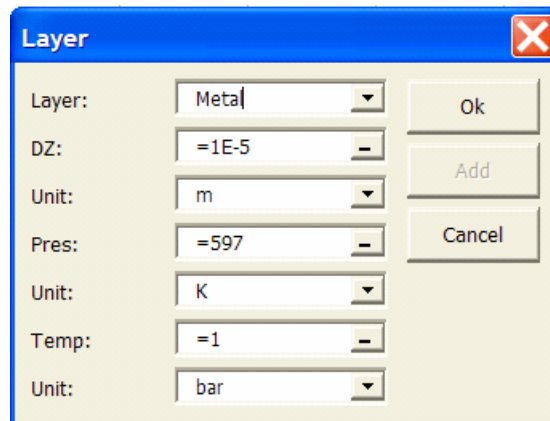 Layer
Layer: Metal Ok
DZ: =1E-5
Add
Unit: m
Pres: =597 Cancel
Unit: K
Temp: =1
Unit: bar